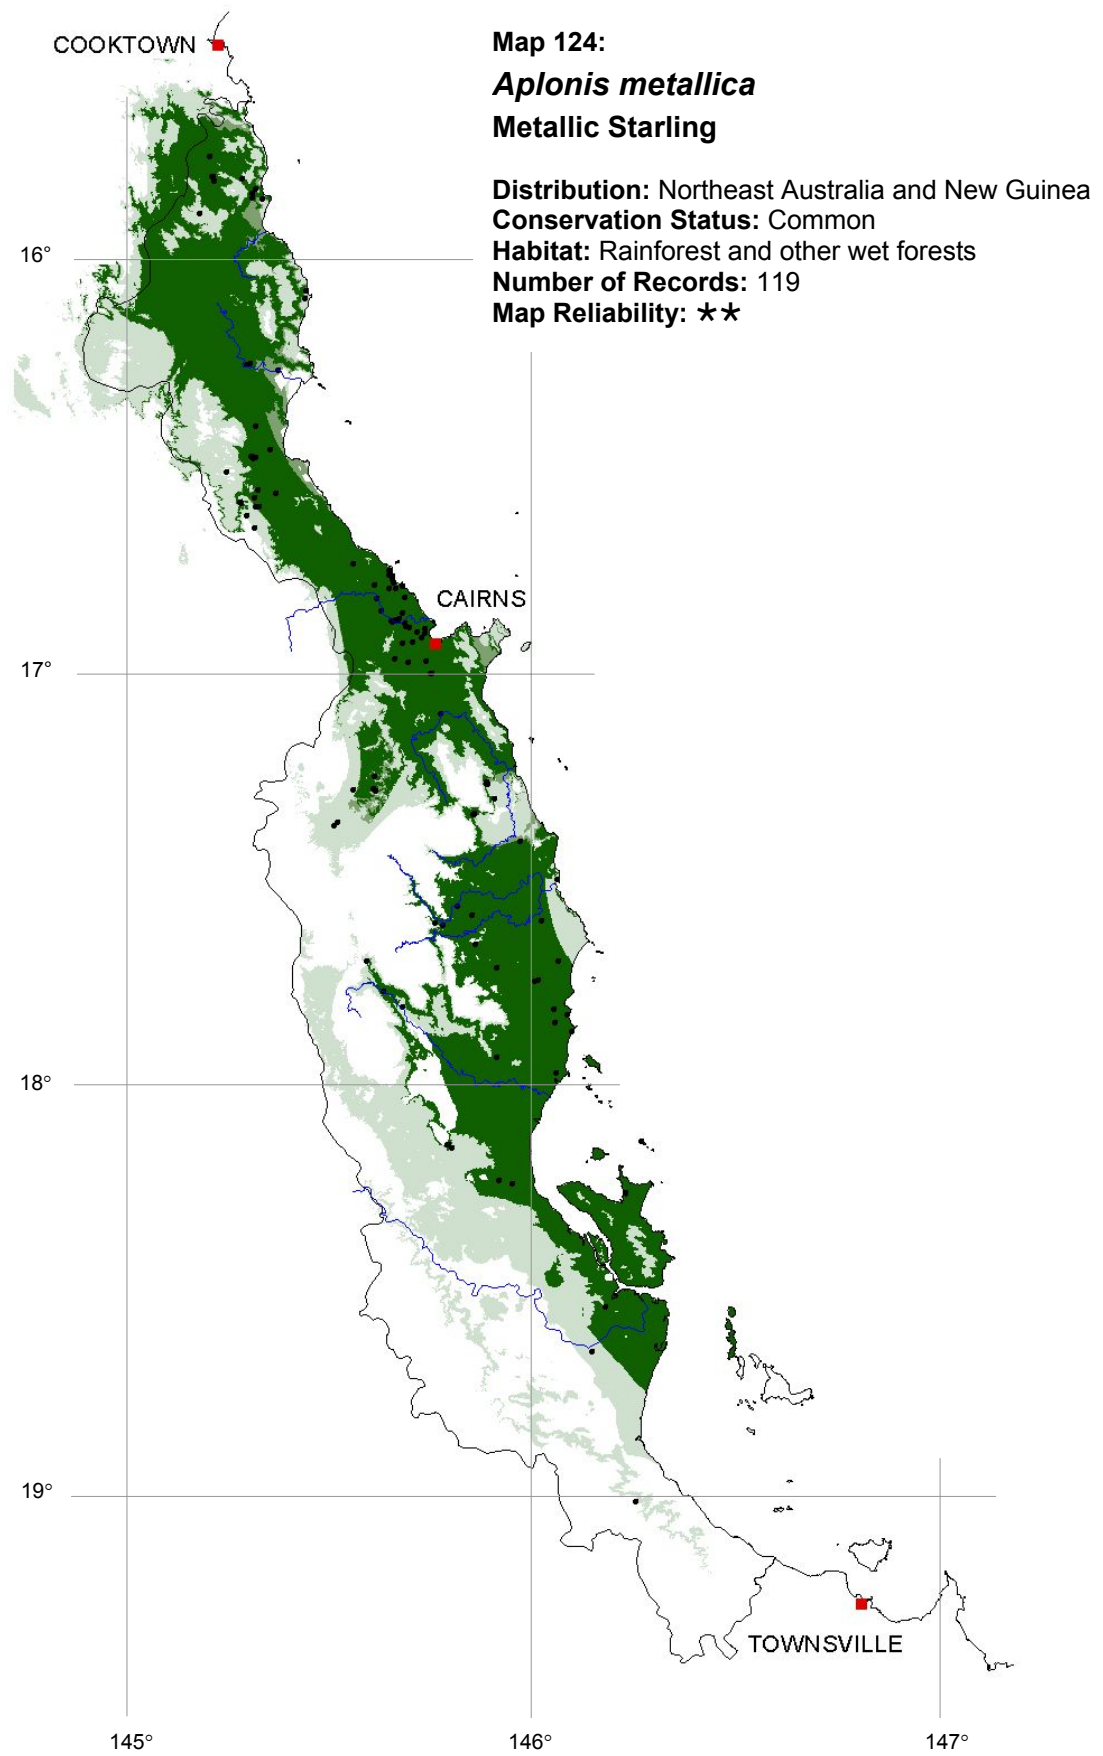 COOKTOWN
Map 124:
Aplonis metallica
Metallic Starling
Distribution: Northeast Australia and New Guinea
Conservation Status: Common
Habitat: Rainforest and other wet forests
Number of Records: 119
Map Reliability: **
16°
CAIRNS
17°
18°
19°
TOWNSVILLE
145° 146° 147°